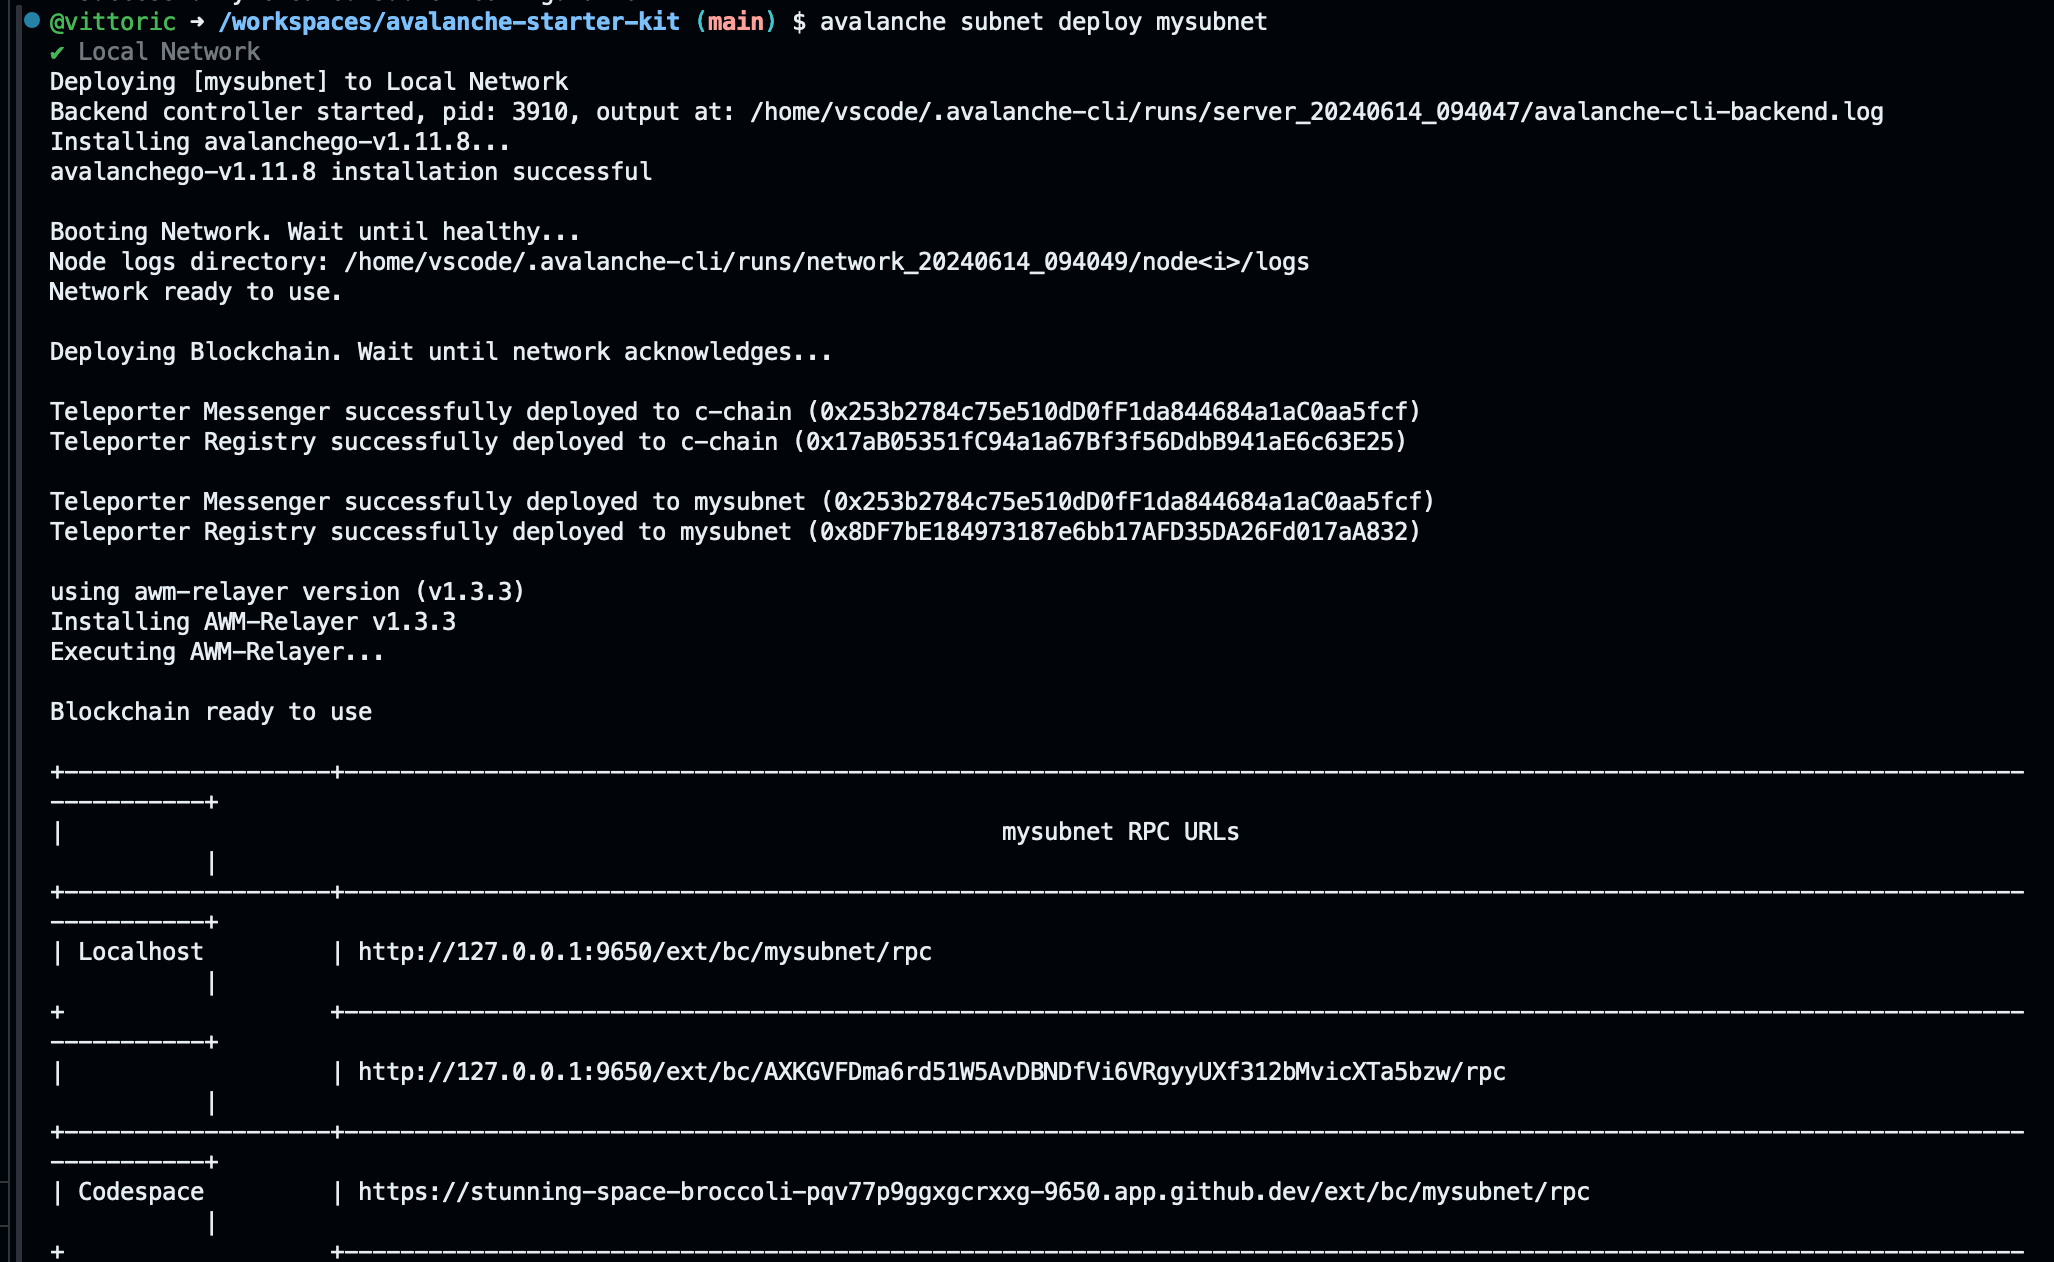 @vittoric → /workspaces/avalanche-starter-kit (main) $ avalanche subnet deploy mysubnet
✔ Local Network
Deploying [mysubnet] to Local Network
Backend controller started, pid: 3910, output at: /home/vscode/.avalanche-cli/runs/server_20240614_094047/avalanche-cli-backend.log
Installing avalanchego-v1.11.8...
avalanchego-v1.11.8 installation successful
Booting Network. Wait until healthy...
Node logs directory: /home/vscode/.avalanche-cli/runs/network_20240614_094049/node<i>/logs
Network ready to use.
Deploying Blockchain. Wait until network acknowledges...
Teleporter Messenger successfully deployed to c-chain (0x253b2784c75e510dD0fF1da844684a1aC0aa5fcf)
Teleporter Registry successfully deployed to c-chain (0x17aB05351fC94a1a67Bf3f56DdbB941aE6c63E25)
Teleporter Messenger successfully deployed to mysubnet (0x253b2784c75e510dD0fF1da844684a1aC0aa5fcf)
Teleporter Registry successfully deployed to mysubnet (0x8DF7bE184973187e6bb17AFD35DA26Fd017aA832)
using awm-relayer version (v1.3.3)
Installing AWM-Relayer v1.3.3
Executing AWM-Relayer...
Blockchain ready to use
mysubnet RPC URLs
| Localhost | http://127.0.0.1:9650/ext/bc/mysubnet/rpc
| | http://127.0.0.1:9650/ext/bc/AXKGVFDma6rd51W5AvDBNDfVi6VRgyyUXf312bMvicXTa5bzw/rpc
| Codespace | https://stunning-space-broccoli-pqv77p9ggxgcrxxg-9650.app.github.dev/ext/bc/mysubnet/rpc